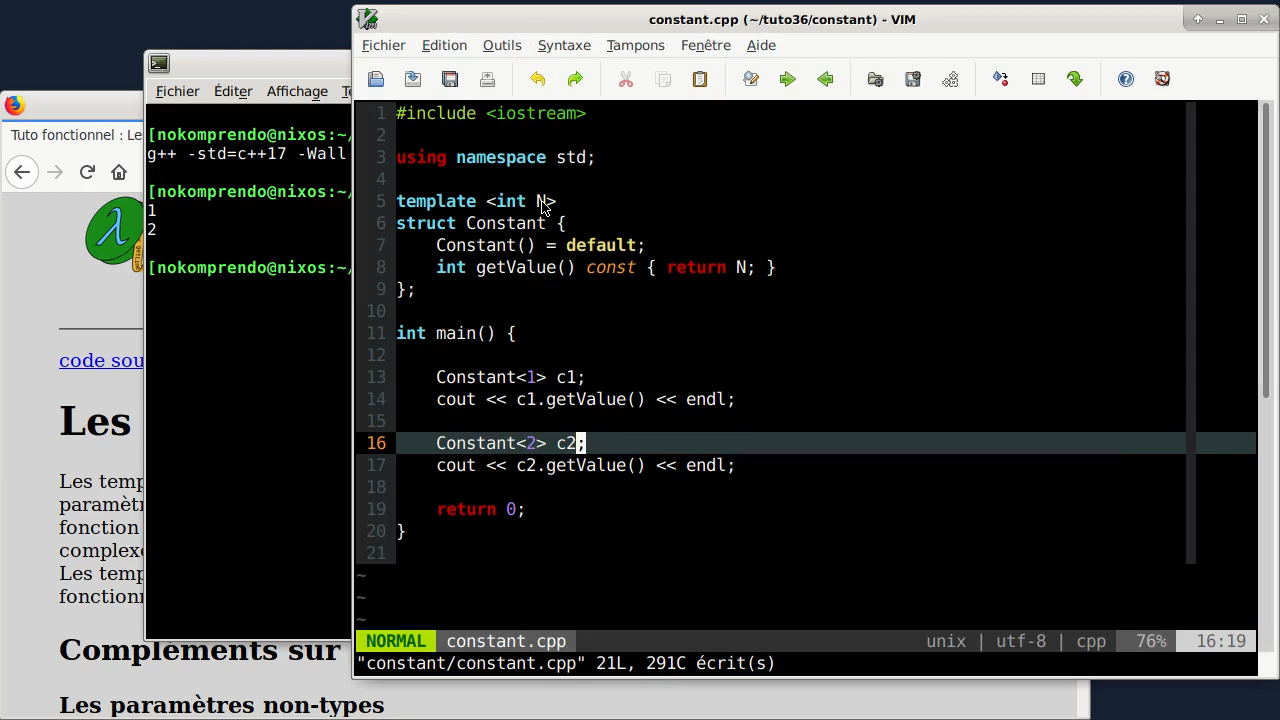 constant.cpp (~/tuto36/constant) - VIM
Fichier Edition Outils Syntaxe Tampons Fenêtre Aide
1 #include <iostream>
2
3 using namespace std;
4
5 template <int N>
6 struct Constant {
7 Constant() = default;
8 int getValue() const { return N; }
9 };
10
11 int main() {
12
13 Constant<1> c1;
14 cout << c1.getValue() << endl;
15
16 Constant<2> c2;
17 cout << c2.getValue() << endl;
18
19 return 0;
20 }
21
~
~
~
NORMAL constant.cpp unix | utf-8 | cpp 76% 16:19
"constant/constant.cpp" 21L, 291C écrit(s)
Fichier Éditer Affichage
[nokomprendo@nixos:~/
g++ -std=c++17 -Wall
[nokomprendo@nixos:~/
1
2
[nokomprendo@nixos:~/
Tuto fonctionnel : Le
λ
code sou
Les
Les temp
paramètr
fonction
complexe
Les temp
fonctionn
Compléments sur
Les paramètres non-types